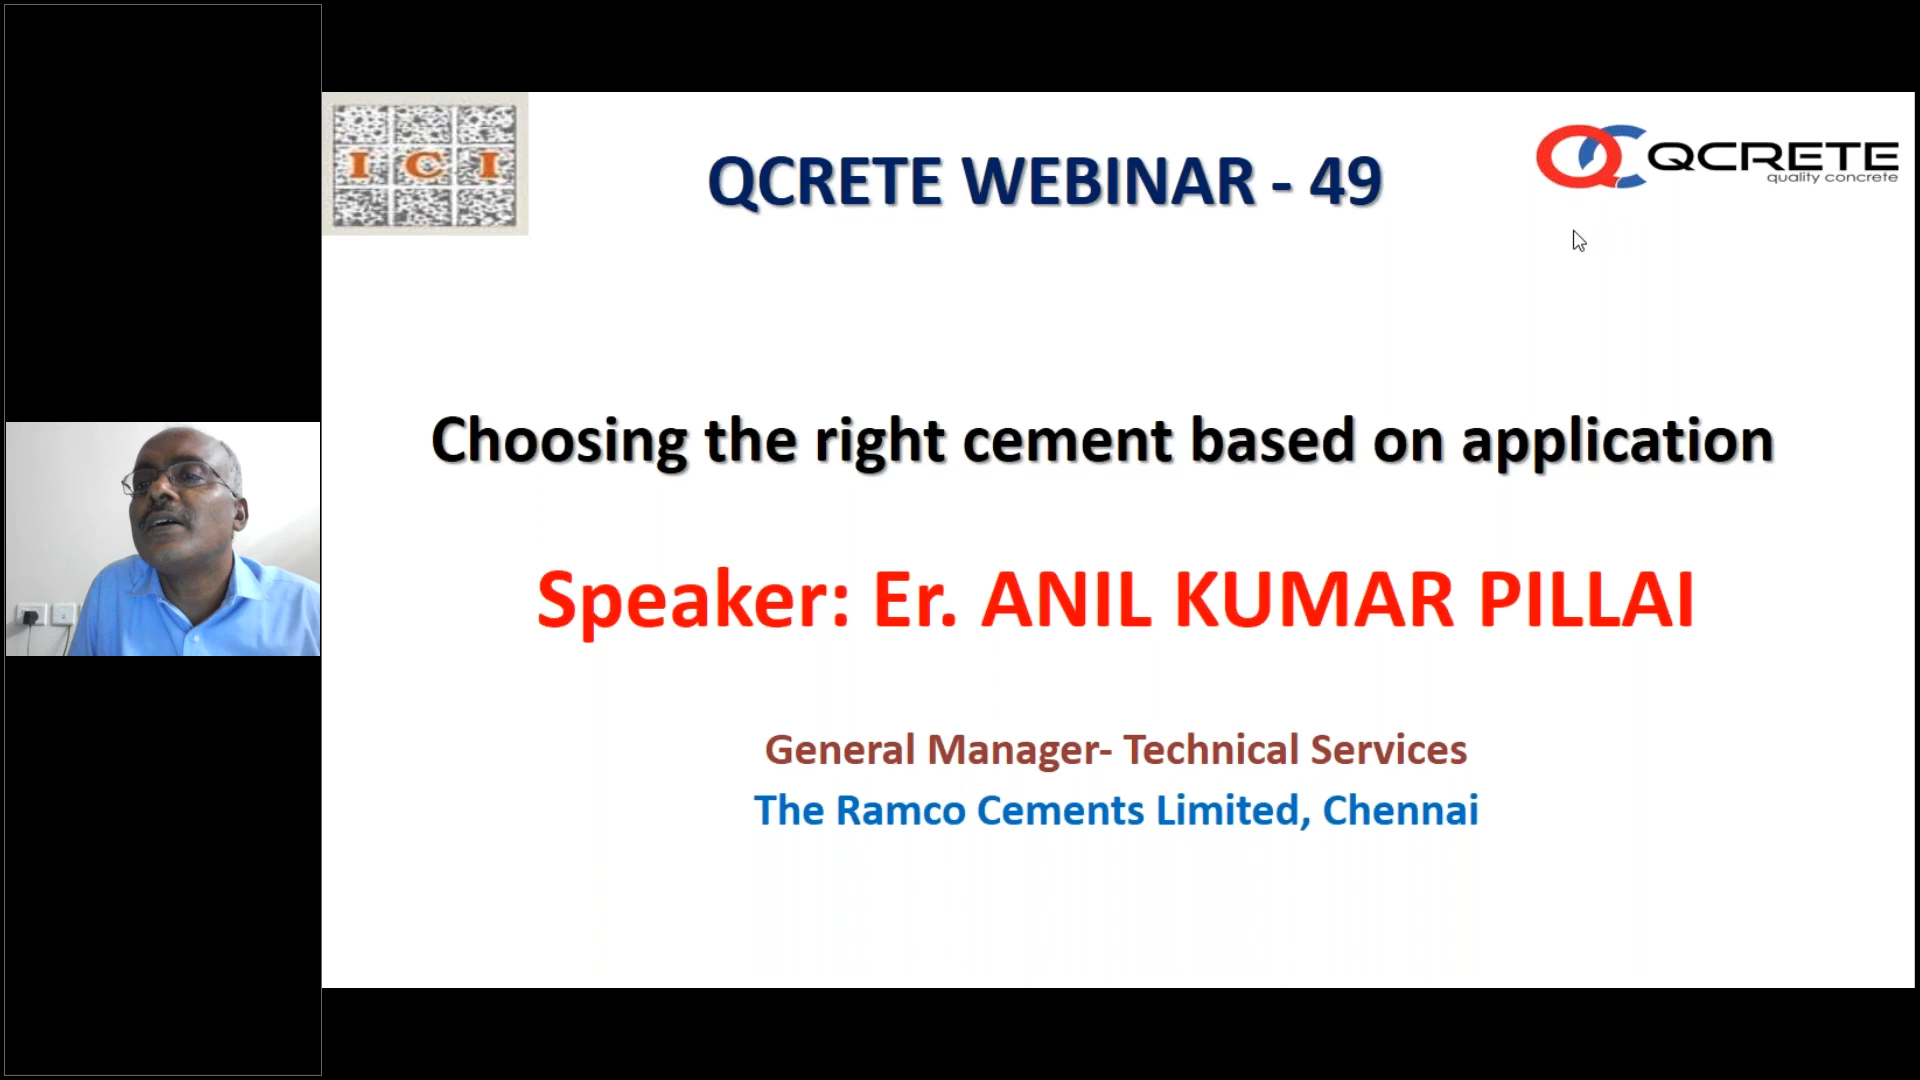 I C I
QCRETE WEBINAR - 49
QC QCRETE
quality concrete
Choosing the right cement based on application
Speaker: Er. ANIL KUMAR PILLAI
General Manager- Technical Services
The Ramco Cements Limited, Chennai